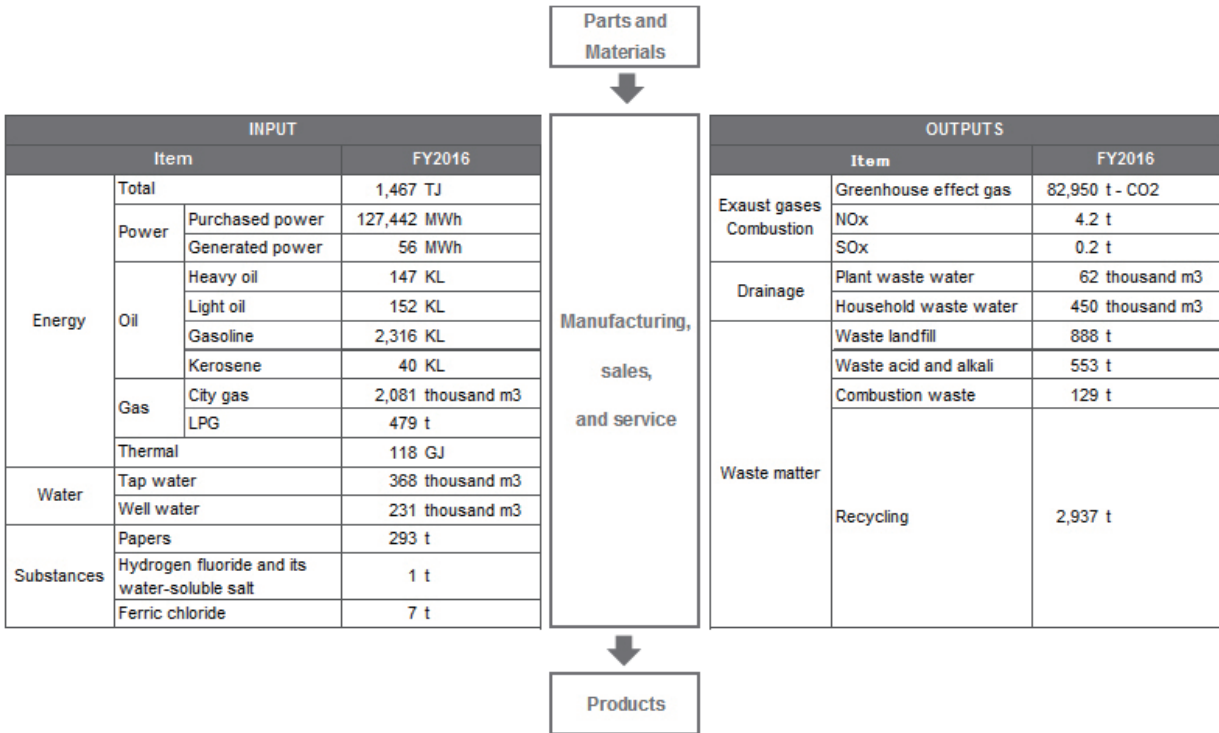 Parts and
Materials
INPUT
Item FY2016
Energy
Total 1,467 TJ
Power
Purchased power 127,442 MWh
Generated power 56 MWh
Oil
Heavy oil 147 KL
Light oil 152 KL
Gasoline 2,316 KL
Kerosene 40 KL
Gas
City gas 2,081 thousand m3
LPG 479 t
Thermal 118 GJ
Water
Tap water 368 thousand m3
Well water 231 thousand m3
Substances
Papers 293 t
Hydrogen fluoride and its
water-soluble salt 1 t
Ferric chloride 7 t
Manufacturing,
sales,
and service
OUTPUTS
Item FY2016
Exaust gases
Combustion
Greenhouse effect gas 82,950 t - CO2
NOx 4.2 t
SOx 0.2 t
Drainage
Plant waste water 62 thousand m3
Household waste water 450 thousand m3
Waste matter
Waste landfill 888 t
Waste acid and alkali 553 t
Combustion waste 129 t
Recycling 2,937 t
Products